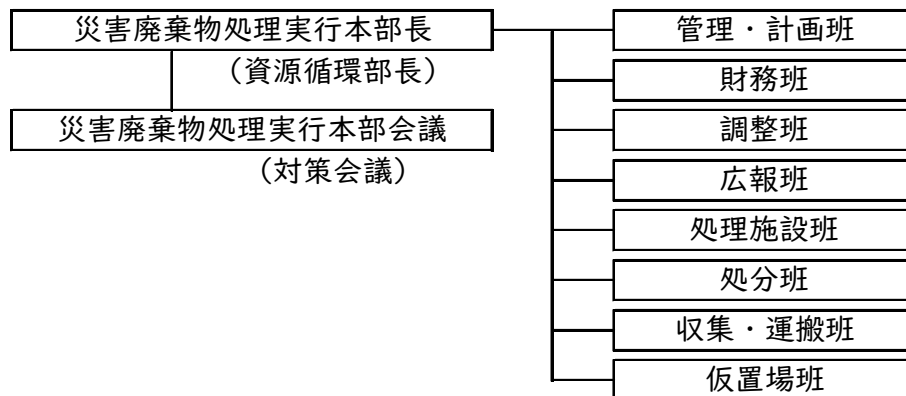 災害廃棄物処理実行本部長
(資源循環部長)
災害廃棄物処理実行本部会議
(対策会議)
管理・計画班
財務班
調整班
広報班
処理施設班
処分班
収集・運搬班
仮置場班